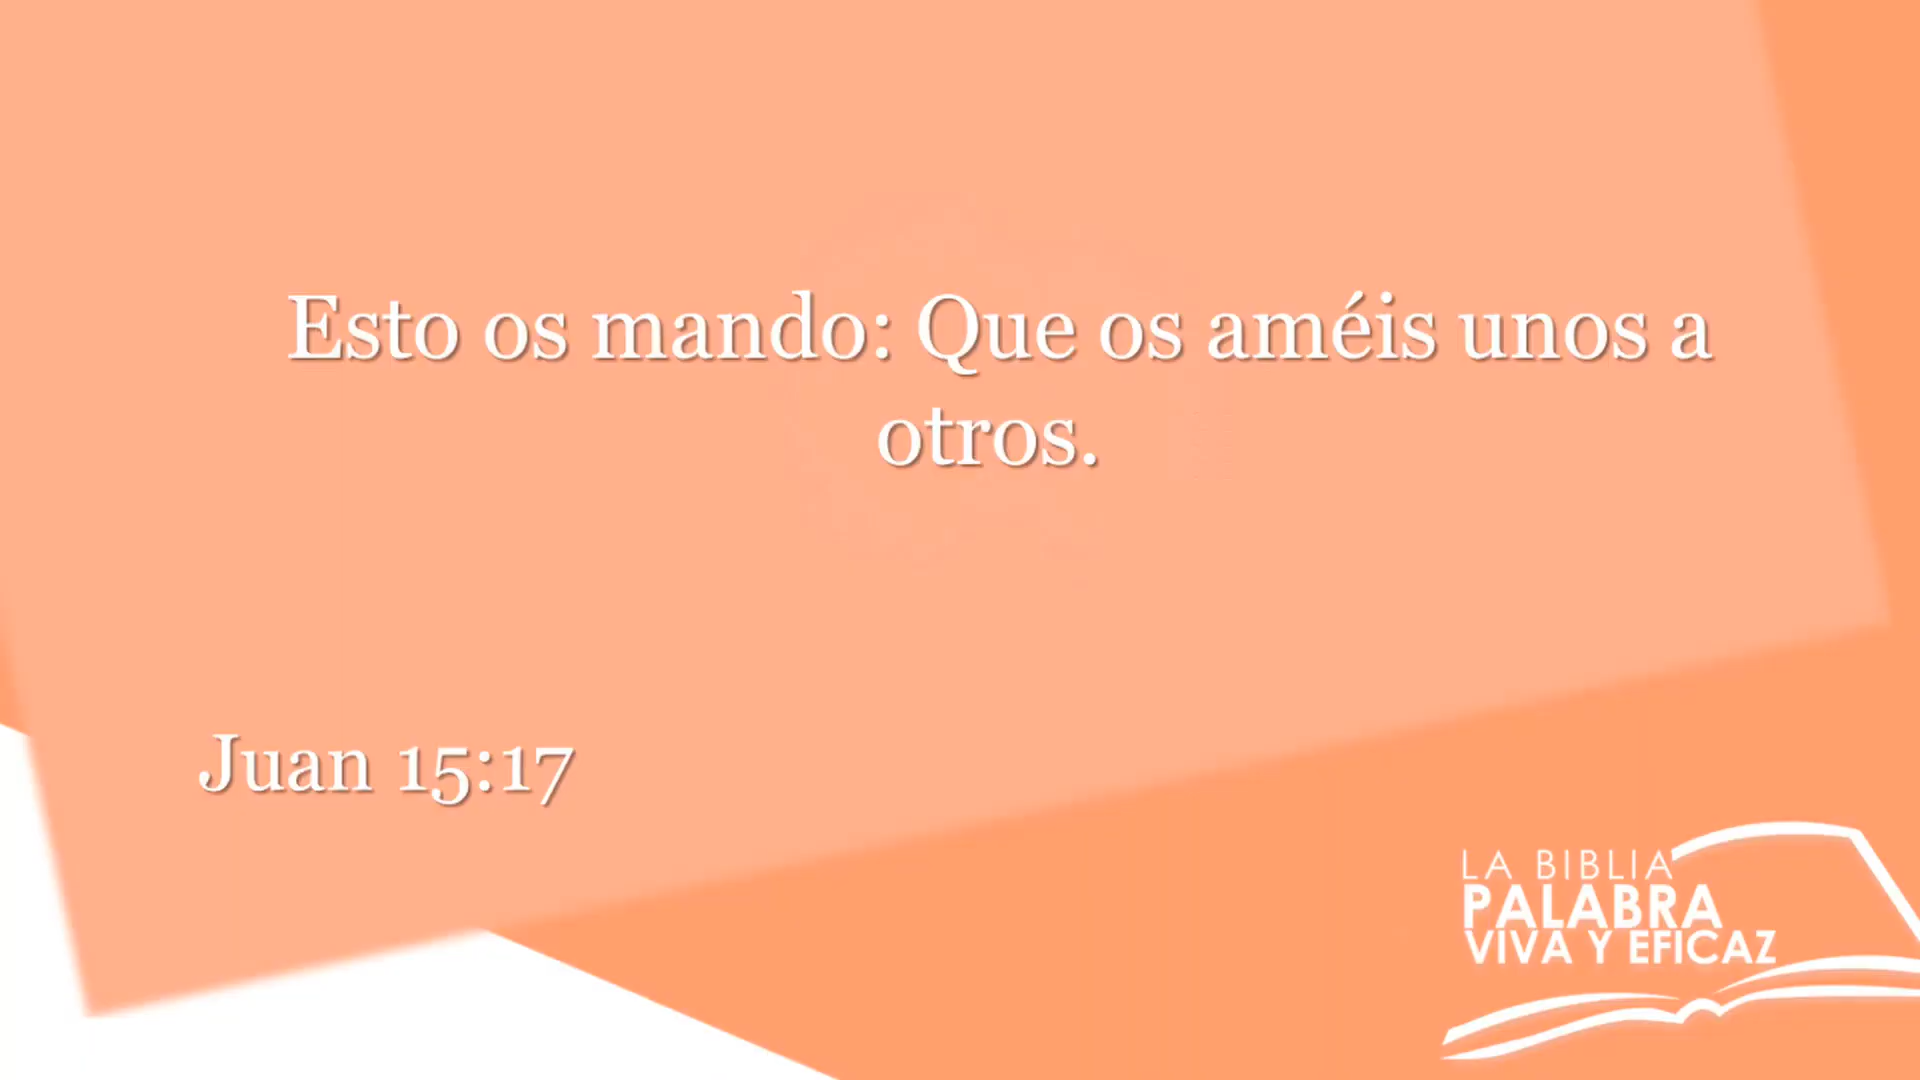 Esto os mando: Que os améis unos a
otros.
Juan 15:17
LA BIBLIA
PALABRA
VIVA Y EFICAZ